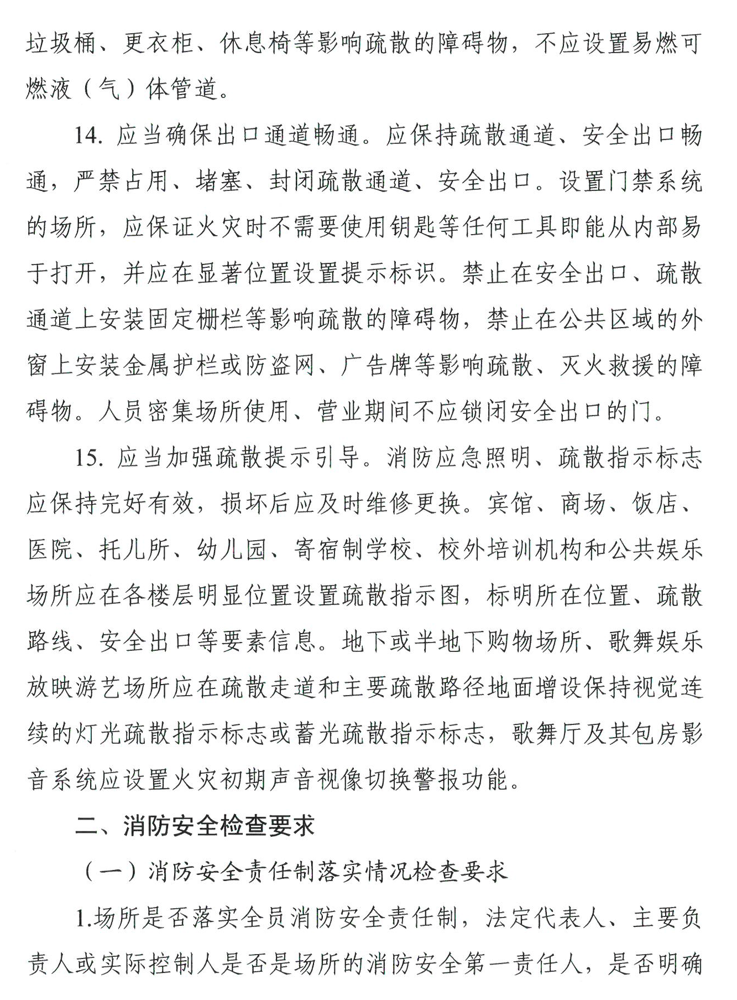 垃圾桶、更衣柜、休息椅等影响疏散的障碍物，不应设置易燃可
燃液（气）体管道。
14. 应当确保出口通道畅通。应保持疏散通道、安全出口畅
通，严禁占用、堵塞、封闭疏散通道、安全出口。设置门禁系统
的场所，应保证火灾时不需要使用钥匙等任何工具即能从内部易
于打开，并应在显著位置设置提示标识。禁止在安全出口、疏散
通道上安装固定栅栏等影响疏散的障碍物，禁止在公共区域的外
窗上安装金属护栏或防盗网、广告牌等影响疏散、灭火救援的障
碍物。人员密集场所使用、营业期间不应锁闭安全出口的门。
15. 应当加强疏散提示引导。消防应急照明、疏散指示标志
应保持完好有效，损坏后应及时维修更换。宾馆、商场、饭店、
医院、托儿所、幼儿园、寄宿制学校、校外培训机构和公共娱乐
场所应在各楼层明显位置设置疏散指示图，标明所在位置、疏散
路线、安全出口等要素信息。地下或半地下购物场所、歌舞娱乐
放映游艺场所应在疏散走道和主要疏散路径地面增设保持视觉连
续的灯光疏散指示标志或蓄光疏散指示标志，歌舞厅及其包房影
音系统应设置火灾初期声音视像切换警报功能。
二、消防安全检查要求
（一）消防安全责任制落实情况检查要求
1.场所是否落实全员消防安全责任制，法定代表人、主要负
责人或实际控制人是否是场所的消防安全第一责任人，是否明确